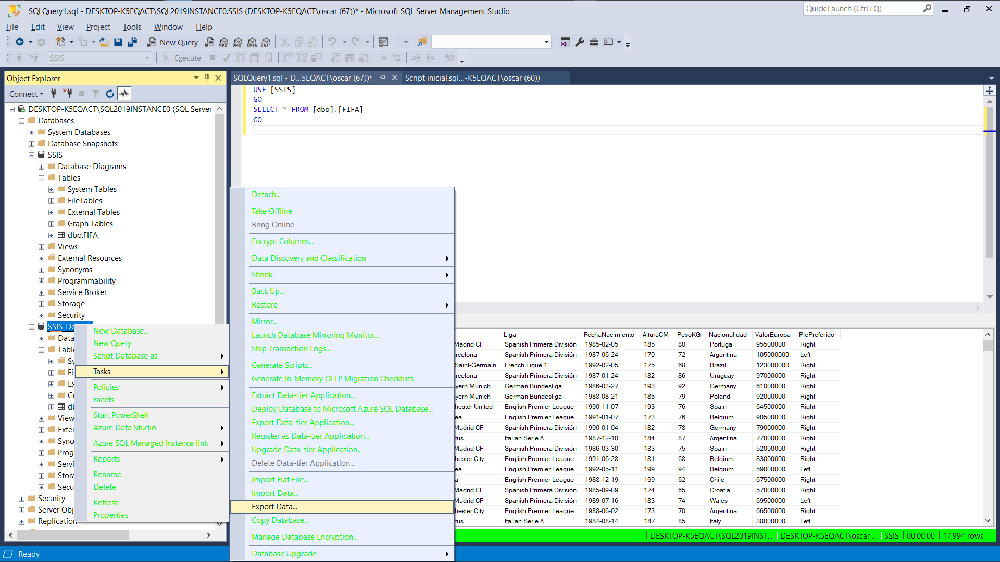 SQLQuery1.sql - DESKTOP-K5EQACT\SQL2019INSTANCE0.SSIS (DESKTOP-K5EQACT\oscar (67))* - Microsoft SQL Server Management Studio
Quick Launch (Ctrl+Q)
File Edit View Project Tools Window Help
New Query
MDX DMX XMLA DAX
SSIS
Execute
Object Explorer
Connect
DESKTOP-K5EQACT\SQL2019INSTANCE0 (SQL Server
Databases
System Databases
Database Snapshots
SSIS
Database Diagrams
Tables
System Tables
FileTables
External Tables
Graph Tables
dbo.FIFA
Views
External Resources
Synonyms
Programmability
Service Broker
Storage
Security
SSIS-De
Data
Table
Sy
Fi
Ex
Gr
db
View
Exter
Syno
Prog
Servi
Stora
Secu
Security
Server Obj
Replication
New Database...
New Query
Script Database as
Tasks
Policies
Facets
Start PowerShell
Azure Data Studio
Azure SQL Managed Instance link
Reports
Rename
Delete
Refresh
Properties
SQLQuery1.sql - D...5EQACT\oscar (67))*
Script inicial.sql...-K5EQACT\oscar (60))
USE [SSIS]
GO
SELECT * FROM [dbo].[FIFA]
GO
Detach...
Take Offline
Bring Online
Encrypt Columns...
Data Discovery and Classification
Shrink
Back Up...
Restore
Mirror...
Launch Database Mirroring Monitor...
Ship Transaction Logs...
Generate Scripts...
Generate In-Memory OLTP Migration Checklists
Extract Data-tier Application...
Deploy Database to Microsoft Azure SQL Database...
Export Data-tier Application...
Register as Data-tier Application...
Upgrade Data-tier Application...
Delete Data-tier Application...
Import Flat File...
Import Data...
Export Data...
Copy Database...
Manage Database Encryption...
Database Upgrade
Liga FechaNacimiento AlturaCM PesoKG Nacionalidad ValorEuropa PiePreferido
Madrid CF Spanish Primera División 1985-02-05 185 80 Portugal 95500000 Right
rcelona Spanish Primera División 1987-06-24 170 72 Argentina 105000000 Left
Saint-Germain French Ligue 1 1992-02-05 175 68 Brazil 123000000 Right
rcelona Spanish Primera División 1987-01-24 182 86 Uruguay 97000000 Right
yern Munich German Bundesliga 1986-03-27 193 92 Germany 61000000 Right
yern Munich German Bundesliga 1988-08-21 185 79 Poland 92000000 Right
hester United English Premier League 1990-11-07 193 76 Spain 64500000 Right
ea English Premier League 1991-01-07 173 76 Belgium 90500000 Right
Madrid CF Spanish Primera División 1990-01-04 182 78 Germany 79000000 Right
tus Italian Serie A 1987-12-10 184 87 Argentina 77000000 Right
Madrid CF Spanish Primera División 1986-03-30 183 75 Spain 52000000 Right
hester City English Premier League 1991-06-28 181 68 Belgium 83000000 Right
ea English Premier League 1992-05-11 199 94 Belgium 59000000 Left
al English Premier League 1988-12-19 169 62 Chile 67500000 Right
Madrid CF Spanish Primera División 1985-09-09 174 65 Croatia 57000000 Right
Madrid CF Spanish Primera División 1989-07-16 183 74 Wales 69500000 Left
hester City English Premier League 1988-06-02 173 70 Argentina 66500000 Right
tus Italian Serie A 1984-08-14 187 85 Italy 38000000 Left
DESKTOP-K5EQACT\SQL2019INST... DESKTOP-K5EQACT\oscar ... SSIS 00:00:00 17,994 rows
Ready